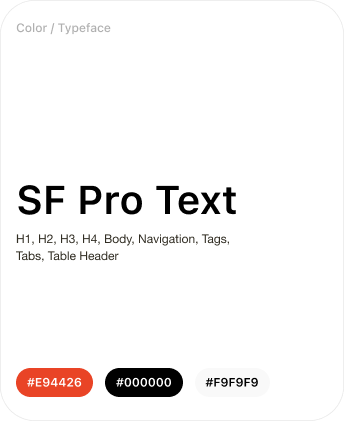 Color / Typeface
SF Pro Text
H1, H2, H3, H4, Body, Navigation, Tags,
Tabs, Table Header
#E94426 #000000 #F9F9F9